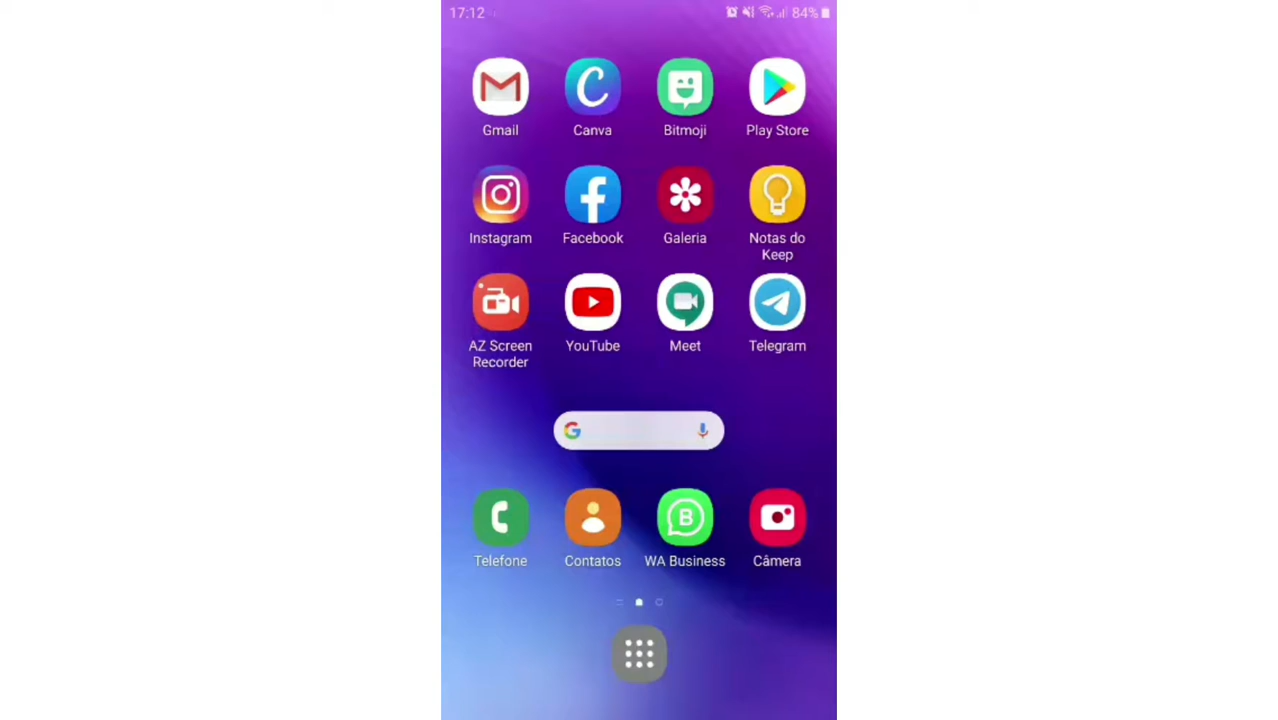 17:12
84%
Gmail
Canva
Bitmoji
Play Store
Instagram
Facebook
Galeria
Notas do
Keep
AZ Screen
Recorder
YouTube
Meet
Telegram
Telefone
Contatos
WA Business
Câmera